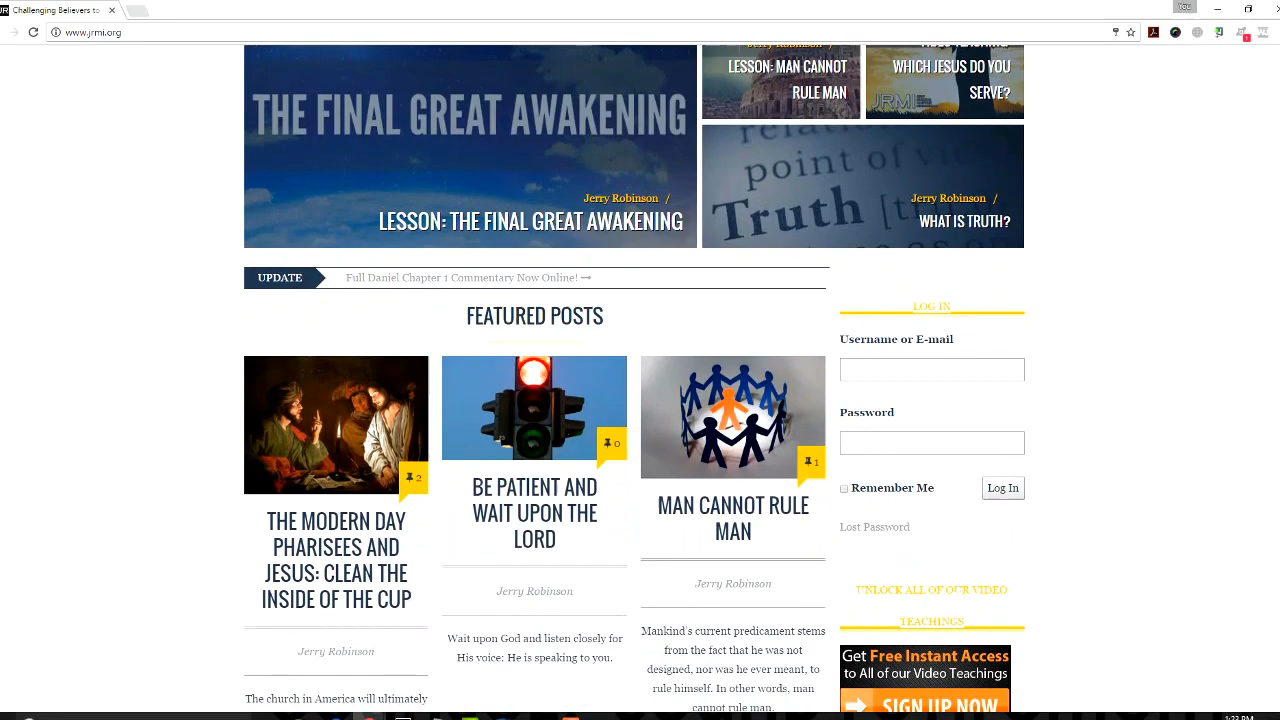 Challenging Believers to
You
www.jrmi.org
Jerry Robinson /
LESSON: MAN CANNOT
RULE MAN
WHICH JESUS DO YOU
SERVE?
JRMI
THE FINAL GREAT AWAKENING
Jerry Robinson /
LESSON: THE FINAL GREAT AWAKENING
point of
Truth
Jerry Robinson /
WHAT IS TRUTH?
UPDATE
Full Daniel Chapter 1 Commentary Now Online! →
FEATURED POSTS
2
THE MODERN DAY
PHARISEES AND
JESUS: CLEAN THE
INSIDE OF THE CUP
Jerry Robinson
The church in America will ultimately
0
BE PATIENT AND
WAIT UPON THE
LORD
Jerry Robinson
Wait upon God and listen closely for
His voice: He is speaking to you.
1
MAN CANNOT RULE
MAN
Jerry Robinson
Mankind's current predicament stems
from the fact that he was not
designed, nor was he ever meant, to
rule himself. In other words, man
cannot rule man.
LOG IN
Username or E-mail
Password
Remember Me
Log In
Lost Password
UNLOCK ALL OF OUR VIDEO
TEACHINGS
Get Free Instant Access
to All of our Video Teachings
SIGN UP NOW
1:23 PM